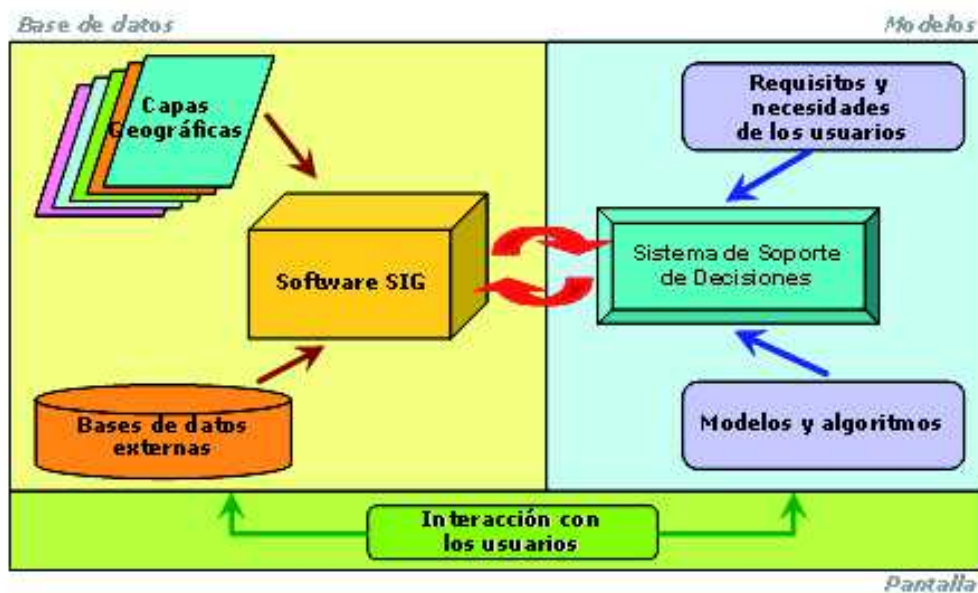 Base de datos
Modelos
Capas
Geográficas
Requisitos y
necesidades
de los usuarios
Software SIG
Sistema de Soporte
de Decisiones
Bases de datos
externas
Modelos y algoritmos
Interacción con
los usuarios
Pantalla